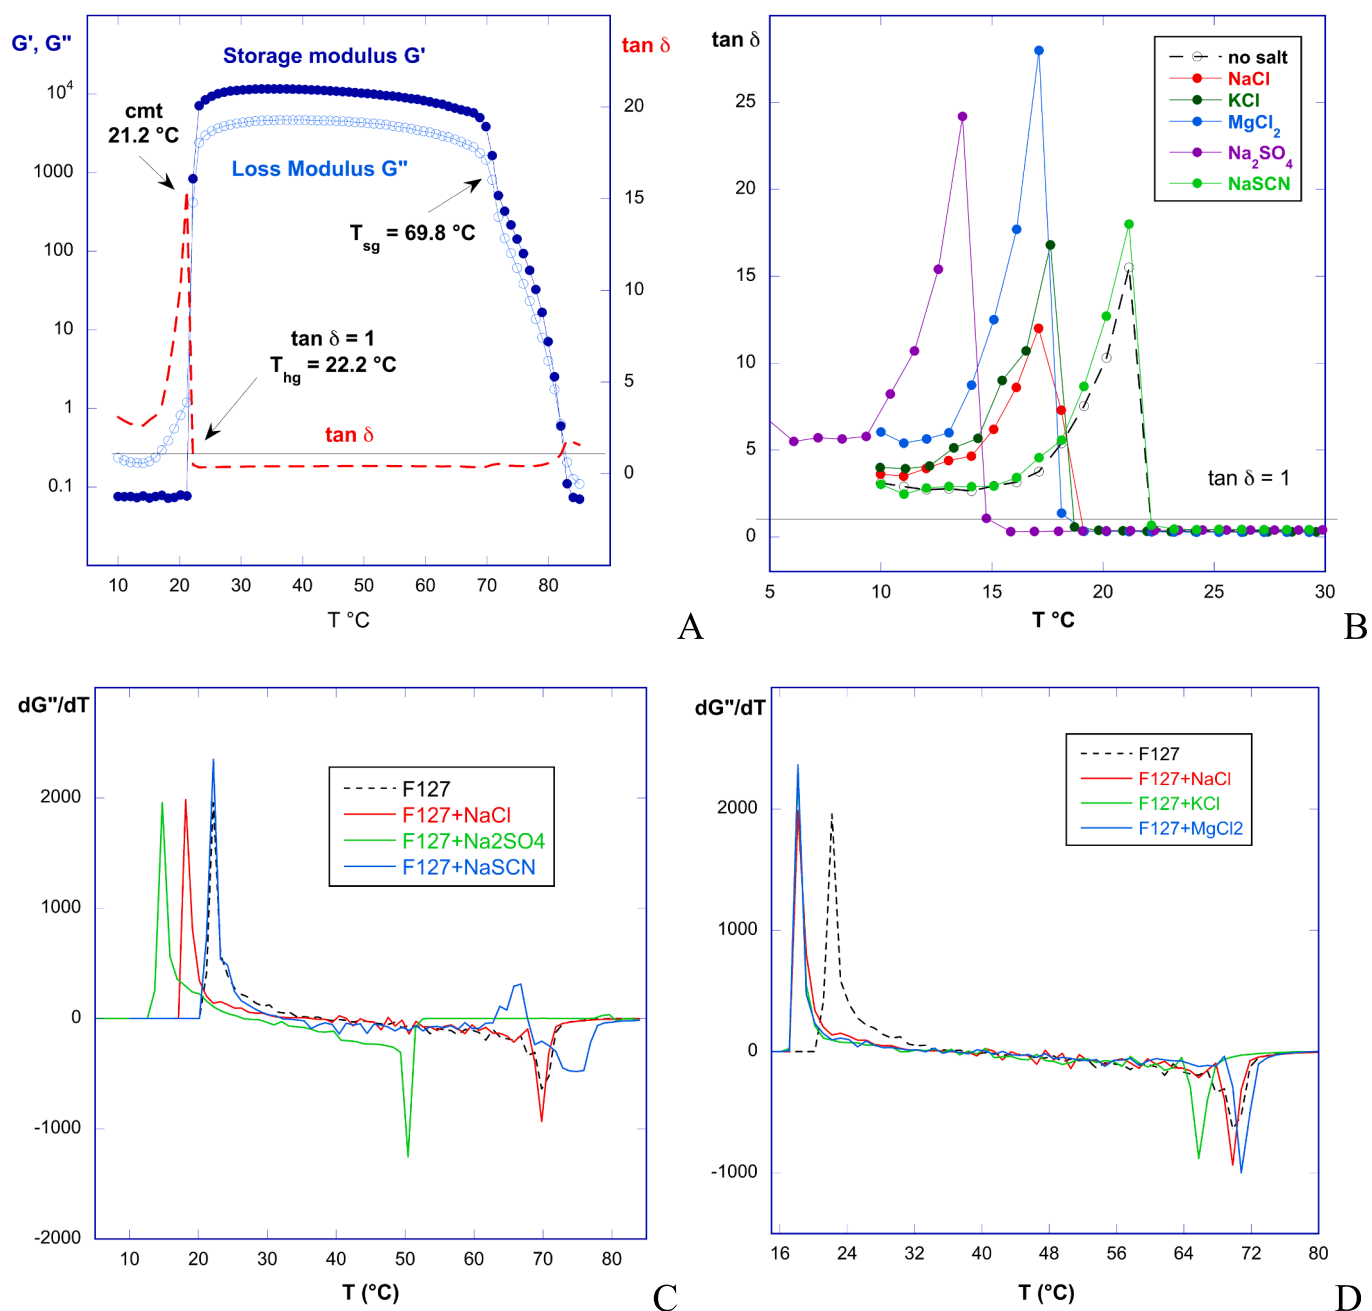 G', G"
tan δ
Storage modulus G'
10⁴
20
cmt
21.2 °C
1000
Loss Modulus G"
15
T_sg = 69.8 °C
100
10
10
tan δ = 1
T_hg = 22.2 °C
5
1
tan δ
0
0.1
10 20 30 40 50 60 70 80
T °C
A
tan δ
no salt
NaCl
KCl
MgCl₂
Na₂SO₄
NaSCN
25
20
15
10
5
tan δ = 1
0
5 10 15 20 25 30
T °C
B
dG"/dT
F127
F127+NaCl
F127+Na2SO4
F127+NaSCN
2000
1000
0
-1000
-2000
10 20 30 40 50 60 70 80
T (°C)
C
dG"/dT
F127
F127+NaCl
F127+KCl
F127+MgCl2
2000
1000
0
-1000
16 24 32 40 48 56 64 72 80
T (°C)
D